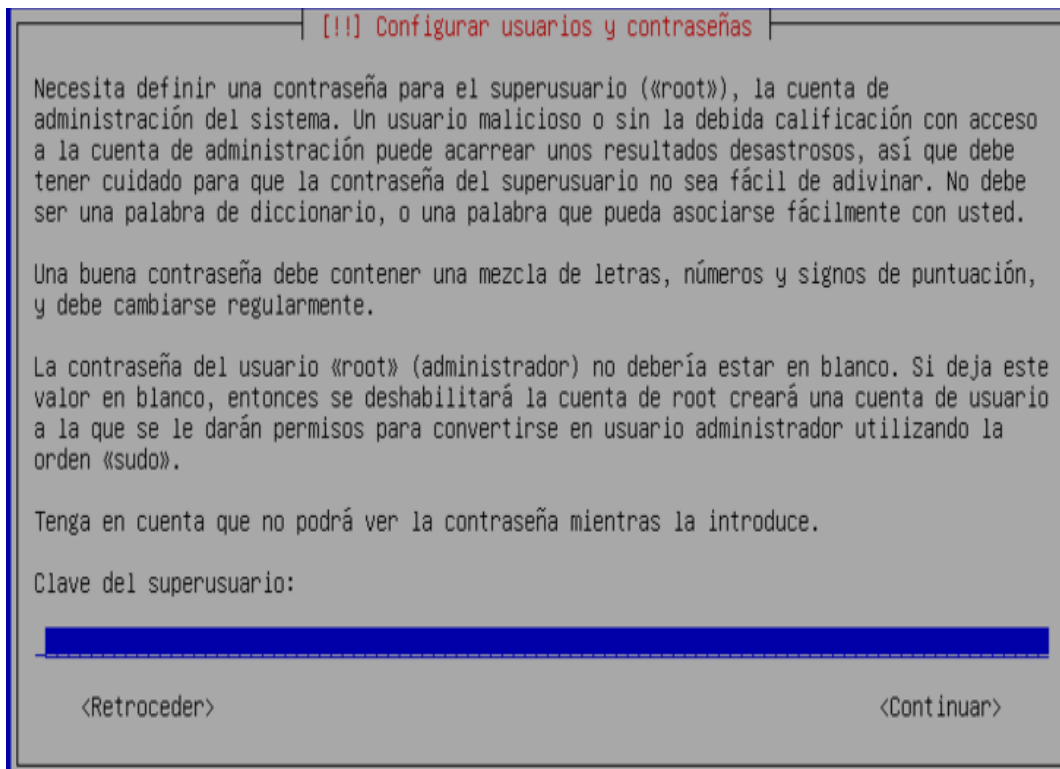 [!!] Configurar usuarios y contraseñas
Necesita definir una contraseña para el superusuario («root»), la cuenta de
administración del sistema. Un usuario malicioso o sin la debida calificación con acceso
a la cuenta de administración puede acarrear unos resultados desastrosos, así que debe
tener cuidado para que la contraseña del superusuario no sea fácil de adivinar. No debe
ser una palabra de diccionario, o una palabra que pueda asociarse fácilmente con usted.
Una buena contraseña debe contener una mezcla de letras, números y signos de puntuación,
y debe cambiarse regularmente.
La contraseña del usuario «root» (administrador) no debería estar en blanco. Si deja este
valor en blanco, entonces se deshabilitará la cuenta de root creará una cuenta de usuario
a la que se le darán permisos para convertirse en usuario administrador utilizando la
orden «sudo».
Tenga en cuenta que no podrá ver la contraseña mientras la introduce.
Clave del superusuario:
<Retroceder> <Continuar>